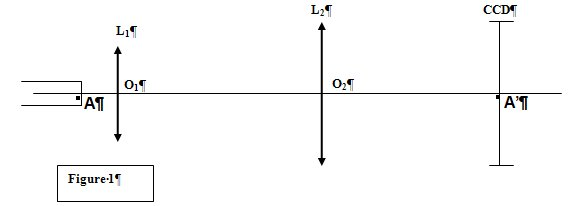 L₂¶ CCD¶
L₁¶
O₁¶ O₂¶
A¶ A’¶
Figure·1¶